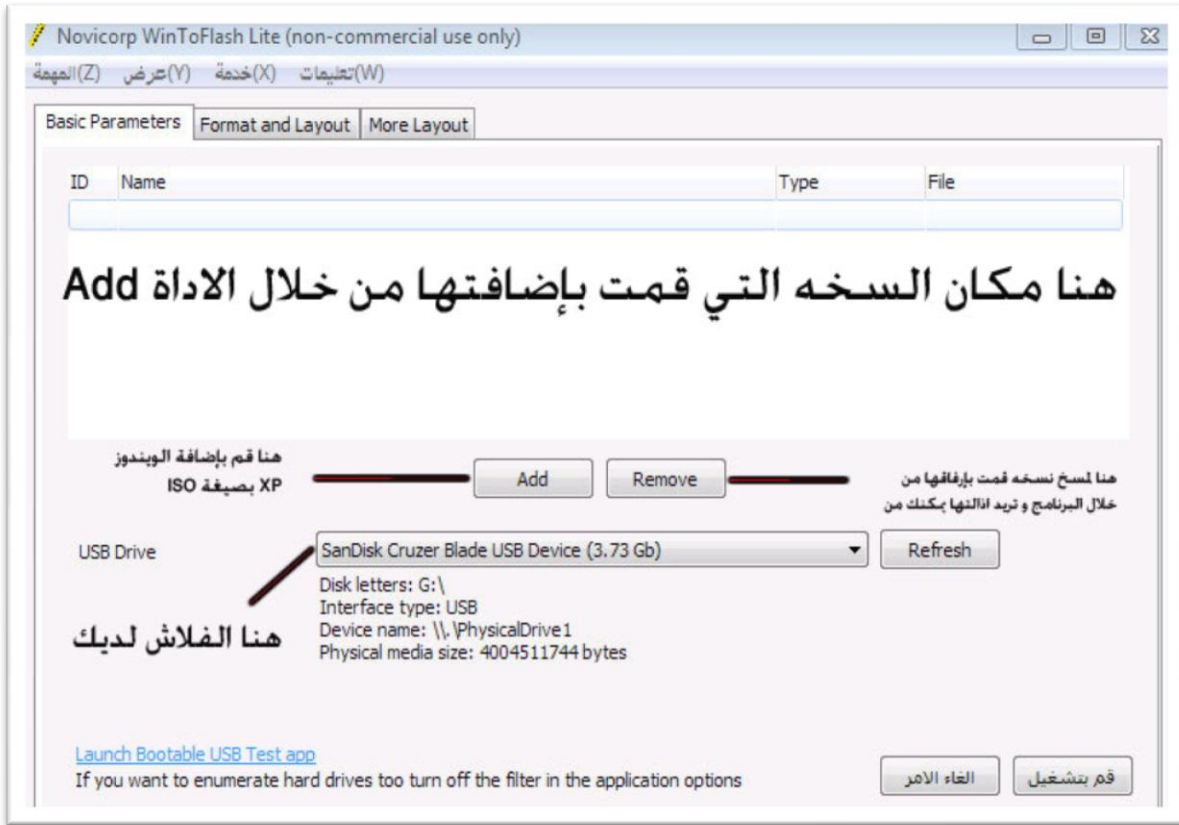 Novicorp WinToFlash Lite (non-commercial use only)
المهمة(Z) عرض(Y) خدمة(X) تعليمات(W)
Basic Parameters Format and Layout More Layout
ID Name Type File
هنا مكان السخه التي قمت بإضافتها من خلال الاداة Add
هنا قم بإضافة الويندوز
XP بصيغة ISO
Add Remove
هنا لمسخ نسخه قمت بإرفاقها من
خلال البرنامج و تريد اذالتها يمكنك من
USB Drive SanDisk Cruzer Blade USB Device (3.73 Gb) Refresh
Disk letters: G:\
Interface type: USB
Device name: \\.\PhysicalDrive1
Physical media size: 4004511744 bytes
هنا الفلاش لديك
Launch Bootable USB Test app
If you want to enumerate hard drives too turn off the filter in the application options
الغاء الامر قم بتشغيل